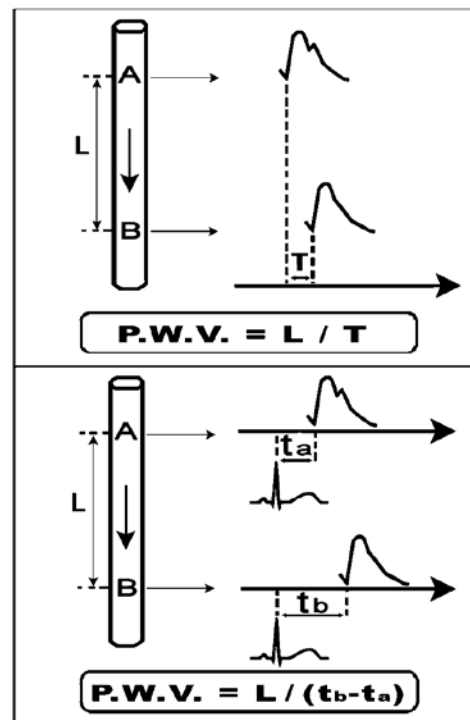 A
L
B
T
P.W.V. = L / T
A
ta
L
B
tb
P.W.V. = L / (tb-ta)